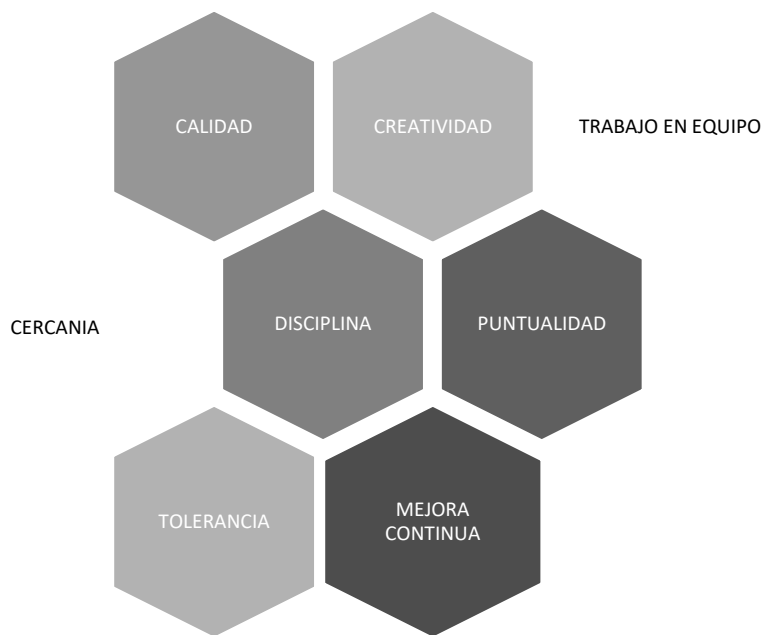 CALIDAD
CREATIVIDAD
TRABAJO EN EQUIPO
CERCANIA
DISCIPLINA
PUNTUALIDAD
TOLERANCIA
MEJORA
CONTINUA